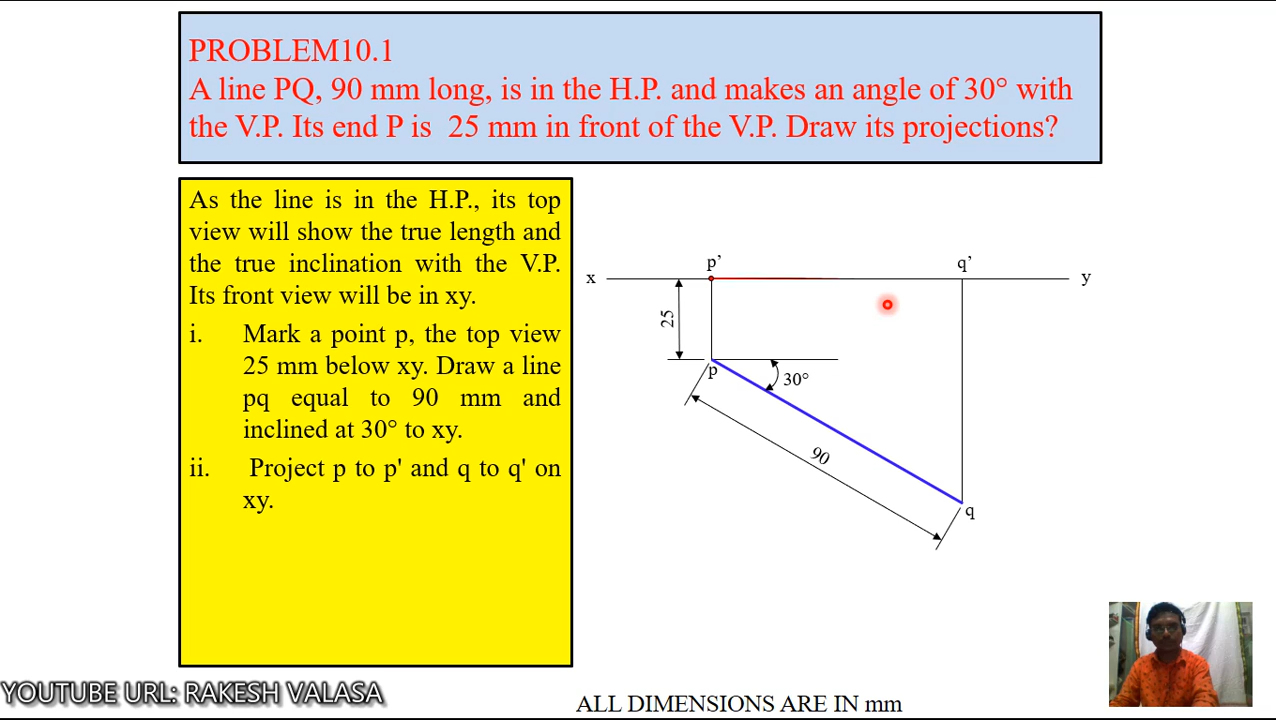 PROBLEM10.1
A line PQ, 90 mm long, is in the H.P. and makes an angle of 30° with
the V.P. Its end P is 25 mm in front of the V.P. Draw its projections?
As the line is in the H.P., its top
view will show the true length and
the true inclination with the V.P.
Its front view will be in xy.
i. Mark a point p, the top view
25 mm below xy. Draw a line
pq equal to 90 mm and
inclined at 30° to xy.
ii. Project p to p' and q to q' on
xy.
p’ q’
x y
25
p
30°
90
q
YOUTUBE URL: RAKESH VALASA
ALL DIMENSIONS ARE IN mm